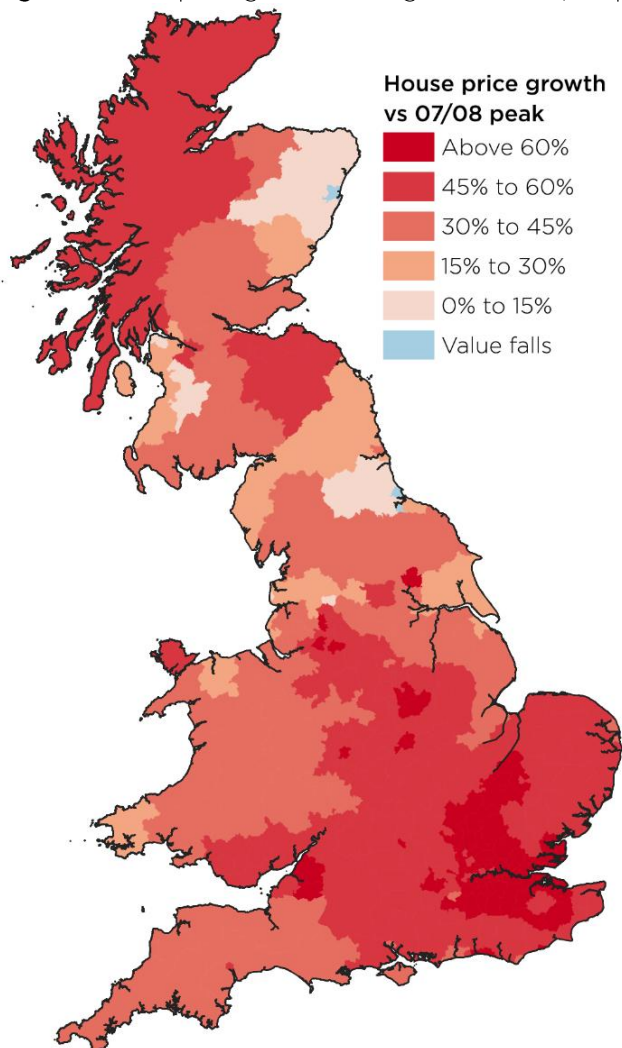 House price growth
vs 07/08 peak
Above 60%
45% to 60%
30% to 45%
15% to 30%
0% to 15%
Value falls